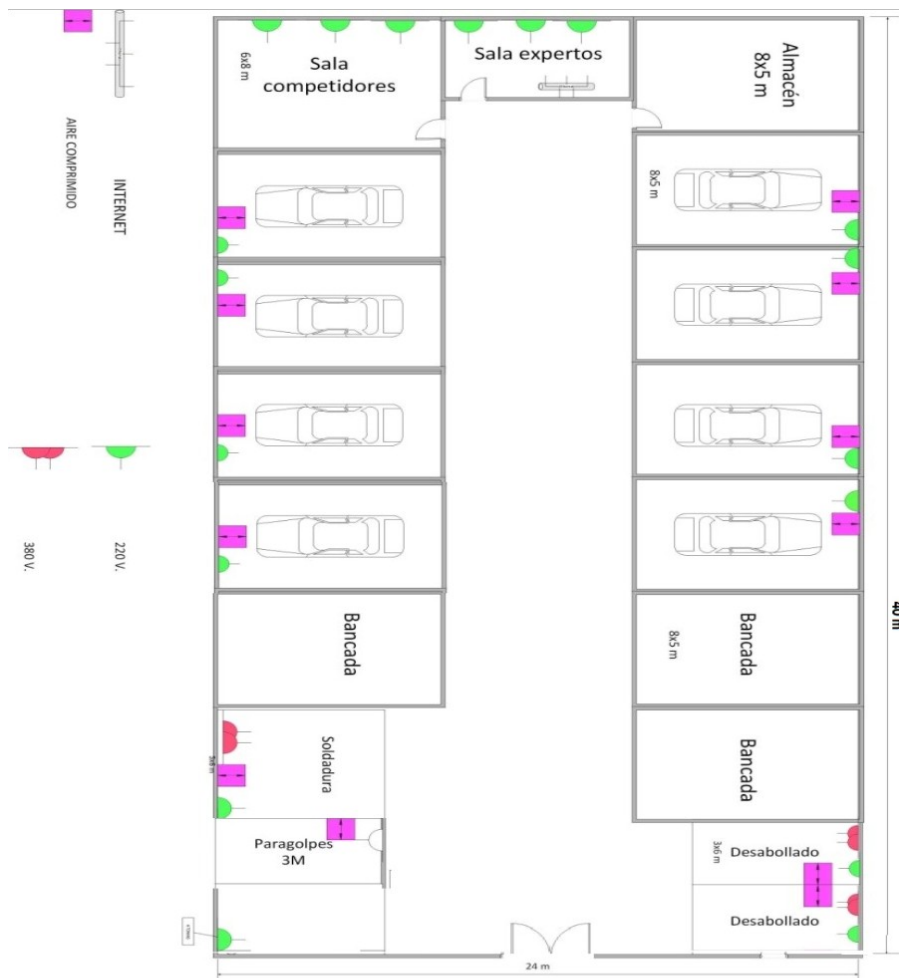 AIRE COMPRIMIDO
INTERNET
380 V.
220 V.
6x8 m
Sala
competidores
Sala expertos
Almacén
8x5 m
8x5 m
Bancada
8x5 m
Bancada
Bancada
Soldadura
Paragolpes
3M
3x6 m
Desabollado
Desabollado
40 m
24 m